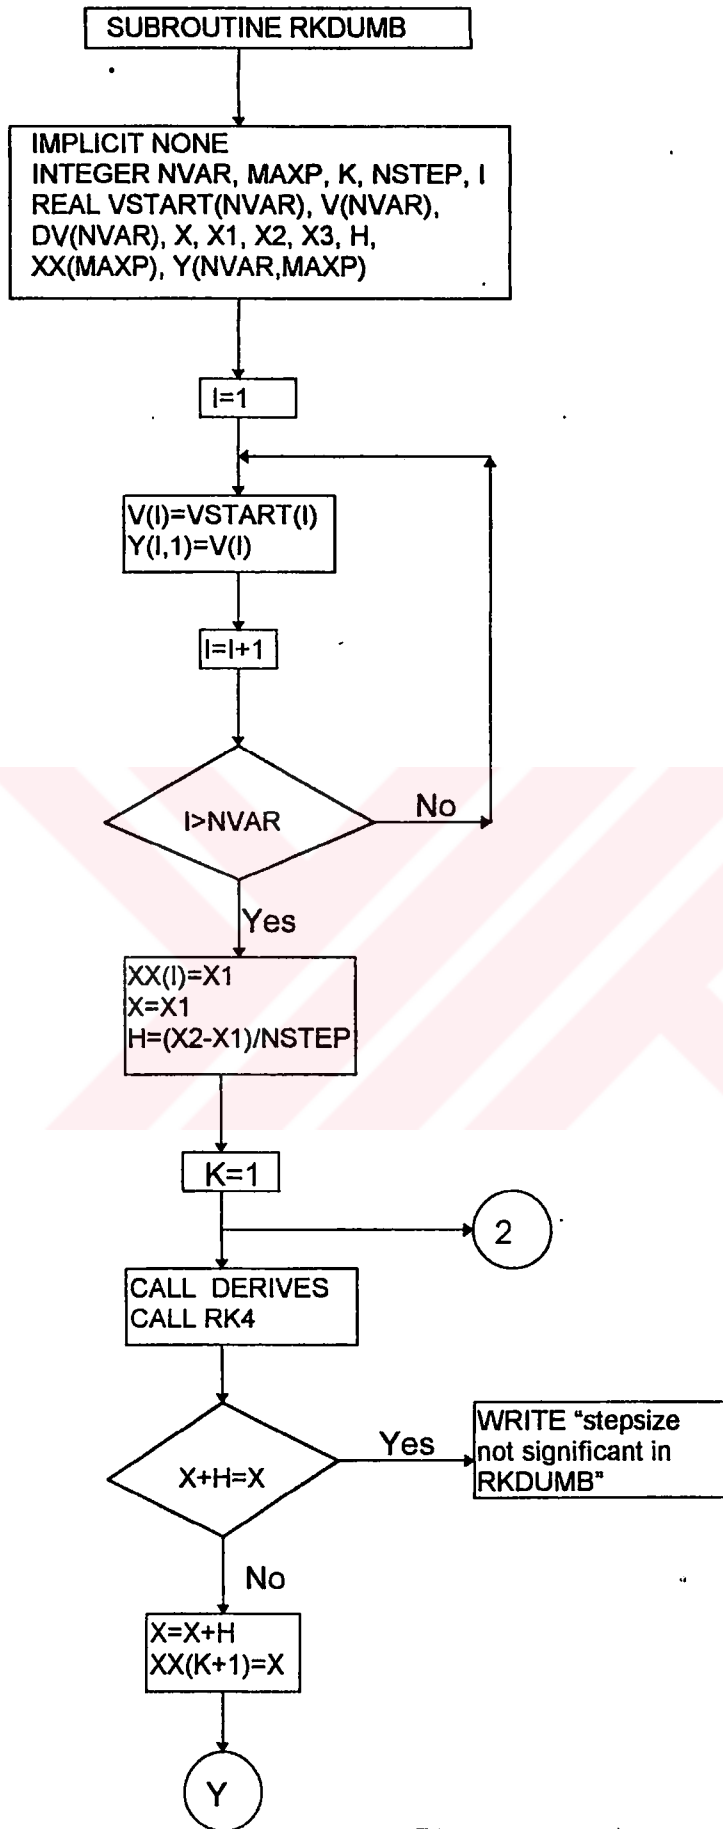 SUBROUTINE RKDUMB
IMPLICIT NONE
INTEGER NVAR, MAXP, K, NSTEP, I
REAL VSTART(NVAR), V(NVAR),
DV(NVAR), X, X1, X2, X3, H,
XX(MAXP), Y(NVAR,MAXP)
I=1
V(I)=VSTART(I)
Y(I,1)=V(I)
I=I+1
I>NVAR
No
Yes
XX(I)=X1
X=X1
H=(X2-X1)/NSTEP
K=1
2
CALL DERIVES
CALL RK4
X+H=X
Yes
WRITE "stepsize
not significant in
RKDUMB"
No
X=X+H
XX(K+1)=X
Y